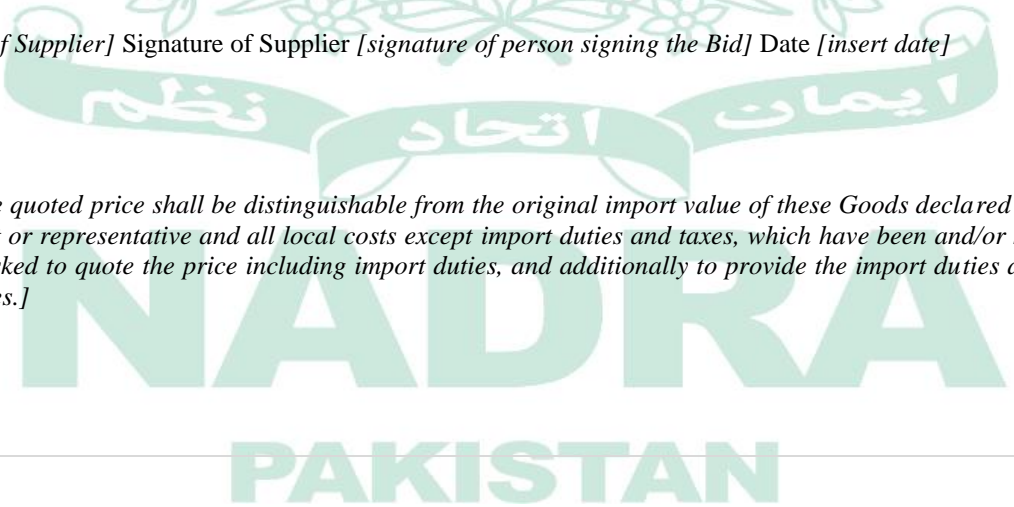 f Supplier] Signature of Supplier [signature of person signing the Bid] Date [insert date]
ایمان اتحاد نظم
quoted price shall be distinguishable from the original import value of these Goods declared
or representative and all local costs except import duties and taxes, which have been and/or
ked to quote the price including import duties, and additionally to provide the import duties
es.]
NADRA
PAKISTAN